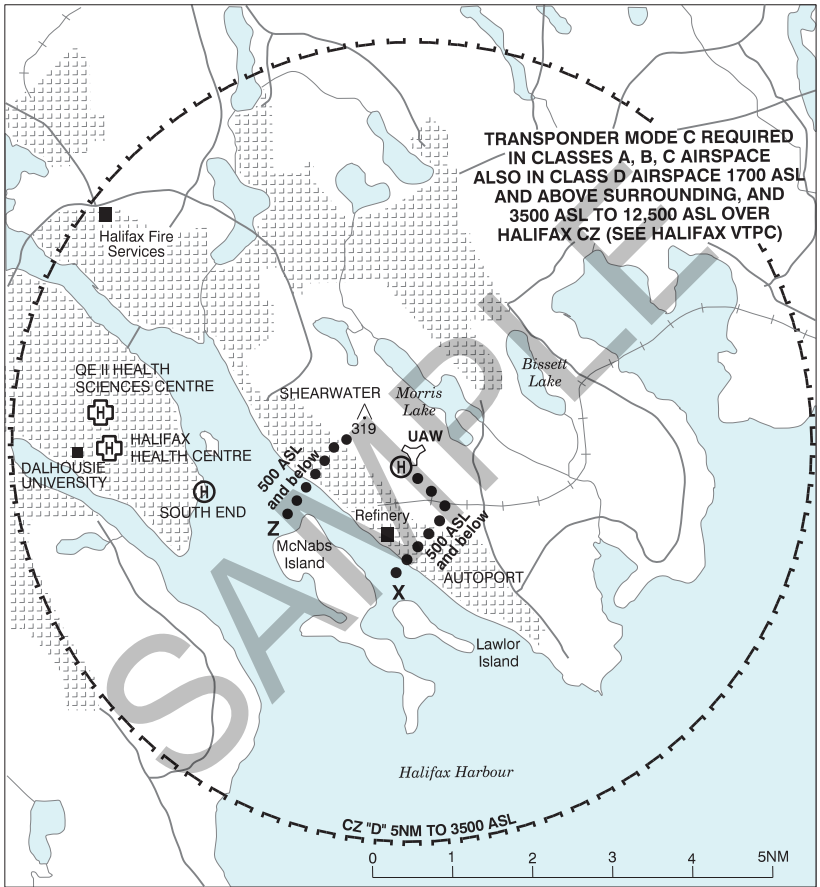 TRANSPONDER MODE C REQUIRED
IN CLASSES A, B, C AIRSPACE
ALSO IN CLASS D AIRSPACE 1700 ASL
AND ABOVE SURROUNDING, AND
3500 ASL TO 12,500 ASL OVER
HALIFAX CZ (SEE HALIFAX VTPC)
Halifax Fire
Services
QE II HEALTH
SCIENCES CENTRE
H
HALIFAX
HEALTH CENTRE
H
DALHOUSIE
UNIVERSITY
H
SOUTH END
SHEARWATER
319
Morris
Lake
Bissett
Lake
UAW
H
500 ASL
and below
Z
McNabs
Island
Refinery
500 ASL
and below
X
AUTOPORT
Lawlor
Island
Halifax Harbour
CZ "D" 5NM TO 3500 ASL
0 1 2 3 4 5NM
SAMPLE